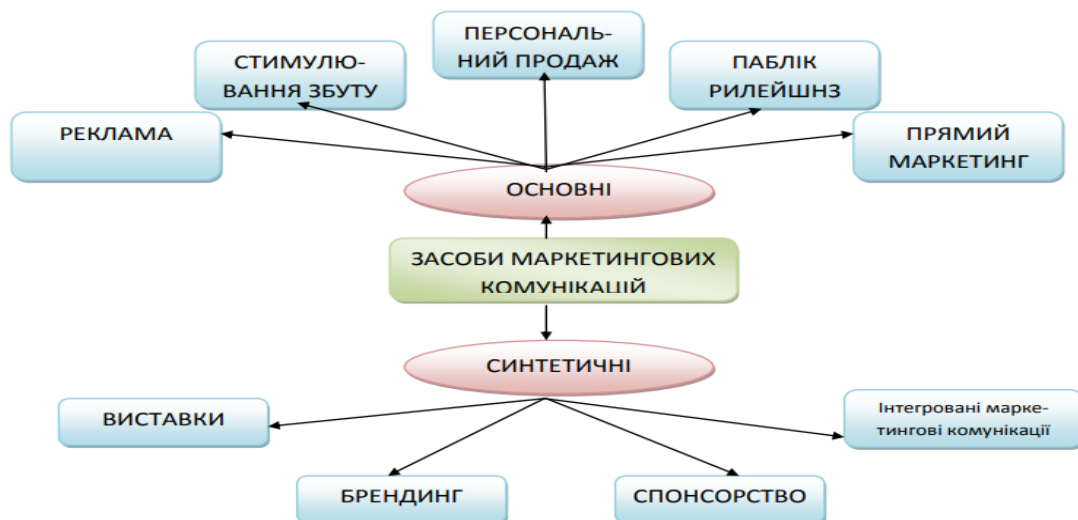 ПЕРСОНАЛЬ-
НИЙ ПРОДАЖ
СТИМУЛЮ-
ВАННЯ ЗБУТУ
ПАБЛІК
РИЛЕЙШНЗ
РЕКЛАМА
ПРЯМИЙ
МАРКЕТИНГ
ОСНОВНІ
ЗАСОБИ МАРКЕТИНГОВИХ
КОМУНІКАЦІЙ
СИНТЕТИЧНІ
ВИСТАВКИ
Інтегровані марке-
тингові комунікації
БРЕНДИНГ
СПОНСОРСТВО